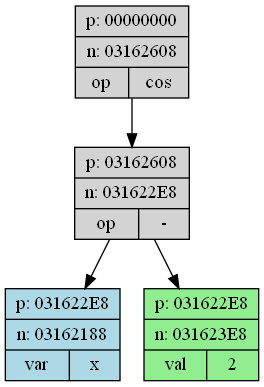 p: 00000000
n: 03162608
op cos
p: 03162608
n: 031622E8
op -
p: 031622E8
n: 03162188
var x
p: 031622E8
n: 031623E8
val 2